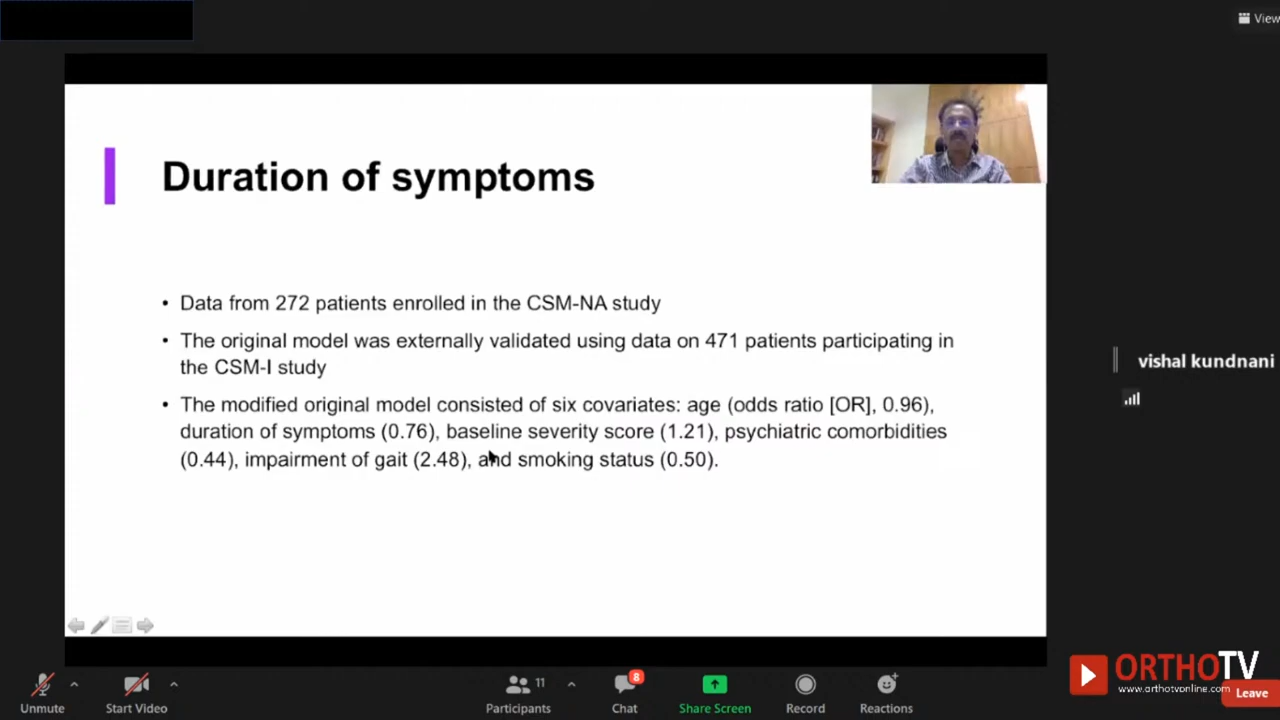 View
Duration of symptoms
• Data from 272 patients enrolled in the CSM-NA study
• The original model was externally validated using data on 471 patients participating in
the CSM-I study
• The modified original model consisted of six covariates: age (odds ratio [OR], 0.96),
duration of symptoms (0.76), baseline severity score (1.21), psychiatric comorbidities
(0.44), impairment of gait (2.48), and smoking status (0.50).
vishal kundnani
ORTHOTV
www.orthotvonline.com
Leave
11
8
Unmute
Start Video
Participants
Chat
Share Screen
Record
Reactions